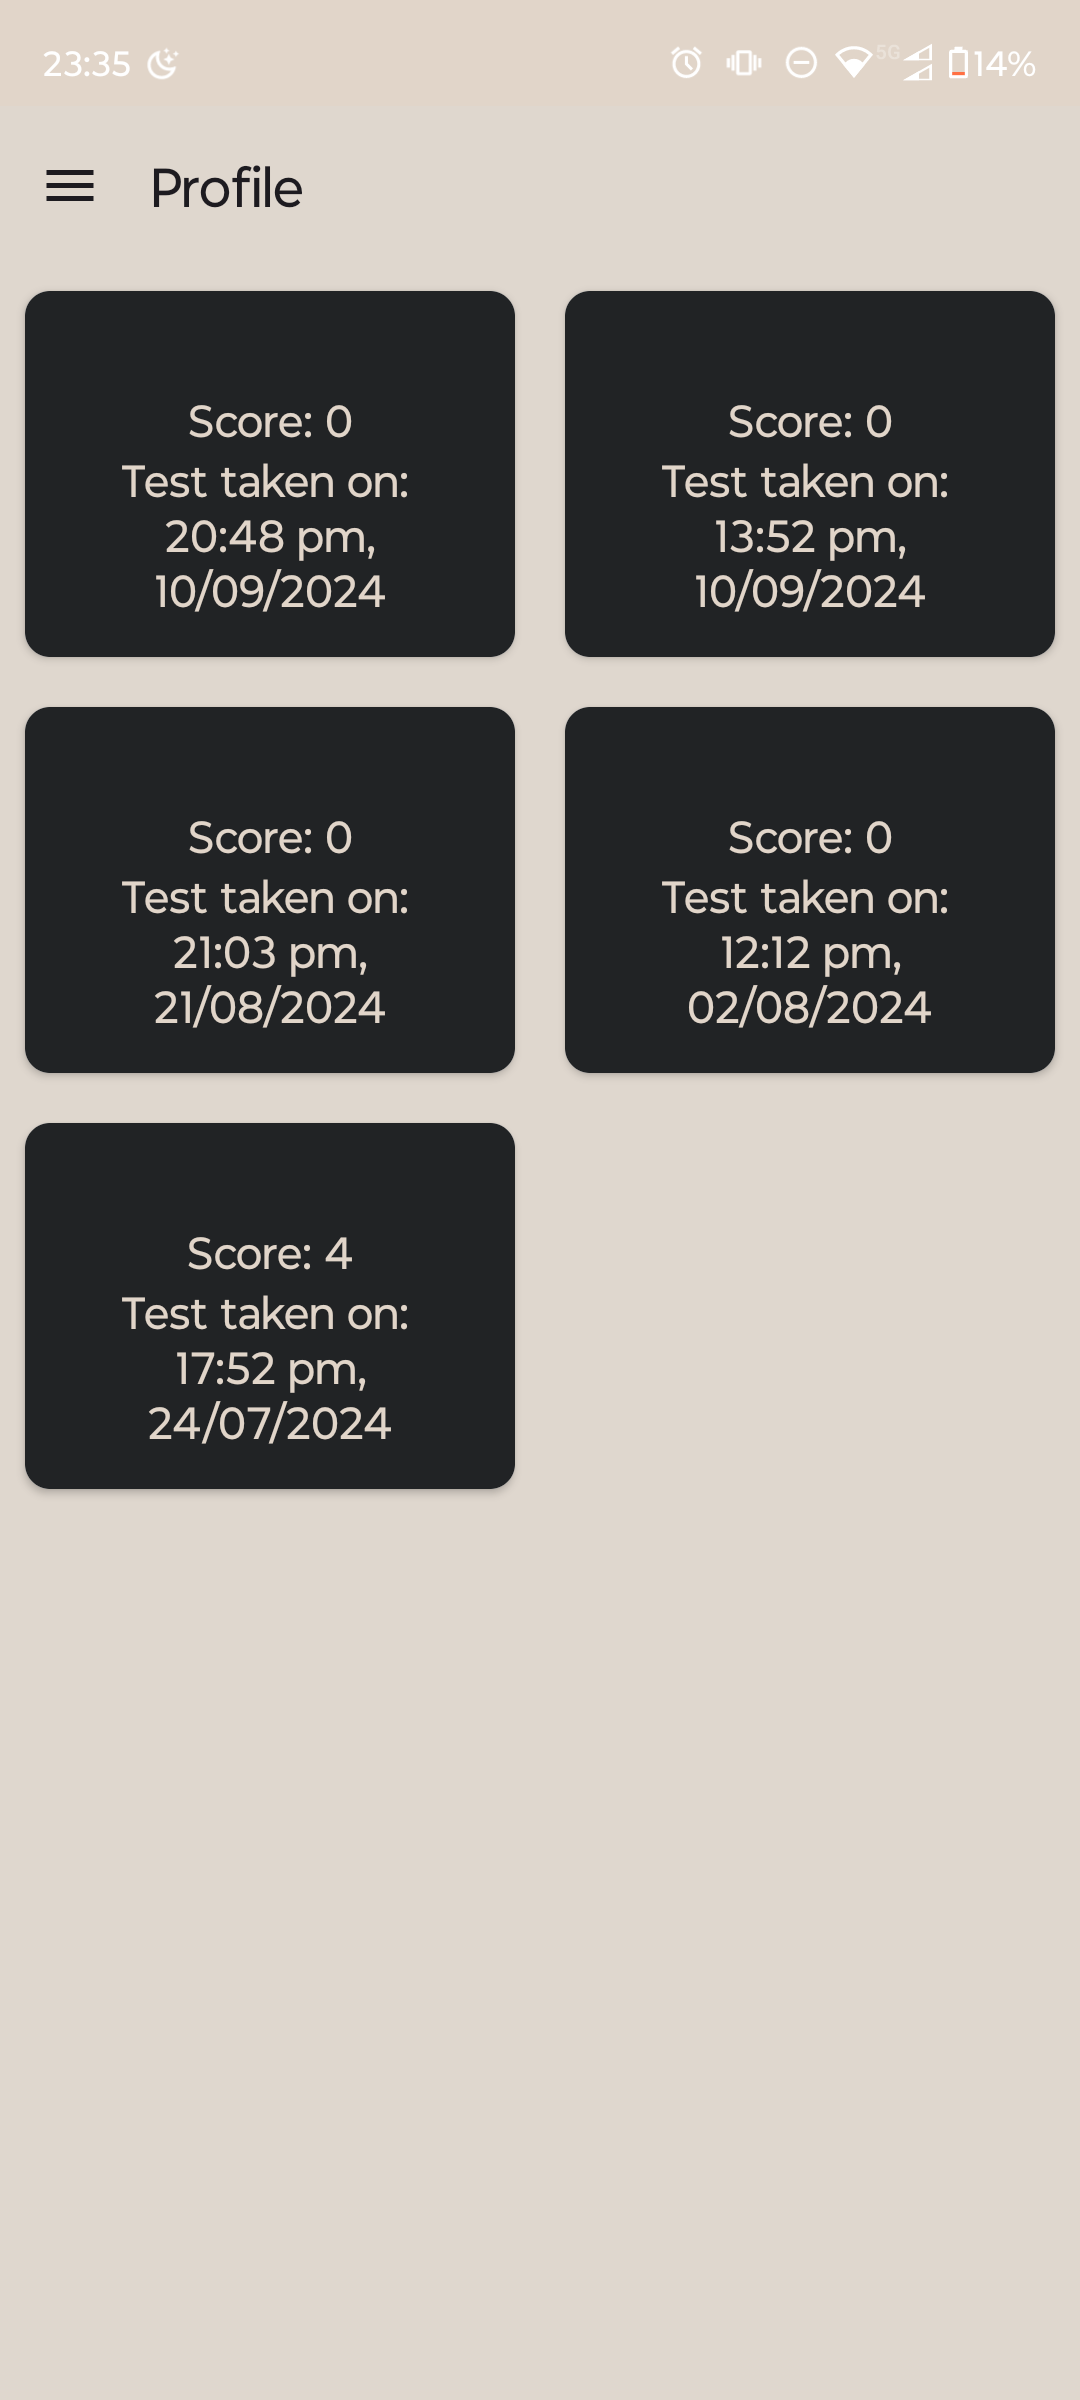 23:35
5G
14%
Profile
Score: 0
Test taken on:
20:48 pm,
10/09/2024
Score: 0
Test taken on:
13:52 pm,
10/09/2024
Score: 0
Test taken on:
21:03 pm,
21/08/2024
Score: 0
Test taken on:
12:12 pm,
02/08/2024
Score: 4
Test taken on:
17:52 pm,
24/07/2024